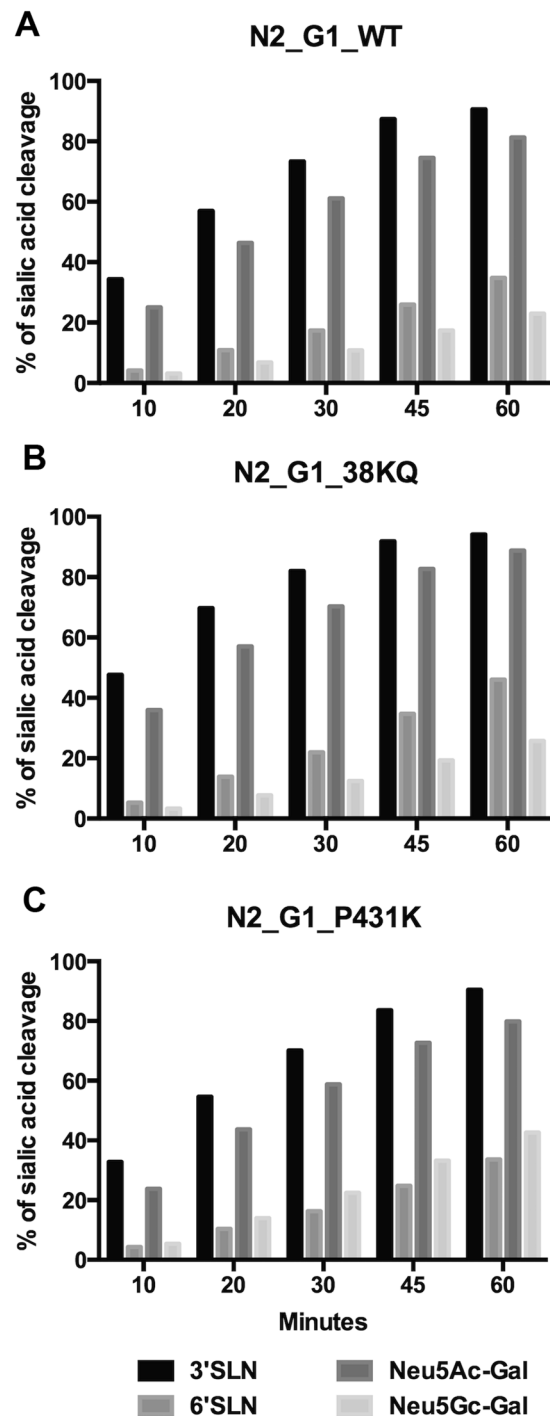 A
N2_G1_WT
% of sialic acid cleavage
100
80
60
40
20
0
10 20 30 45 60
B
N2_G1_38KQ
% of sialic acid cleavage
100
80
60
40
20
0
10 20 30 45 60
C
N2_G1_P431K
% of sialic acid cleavage
100
80
60
40
20
0
10 20 30 45 60
Minutes
3'SLN Neu5Ac-Gal
6'SLN Neu5Gc-Gal